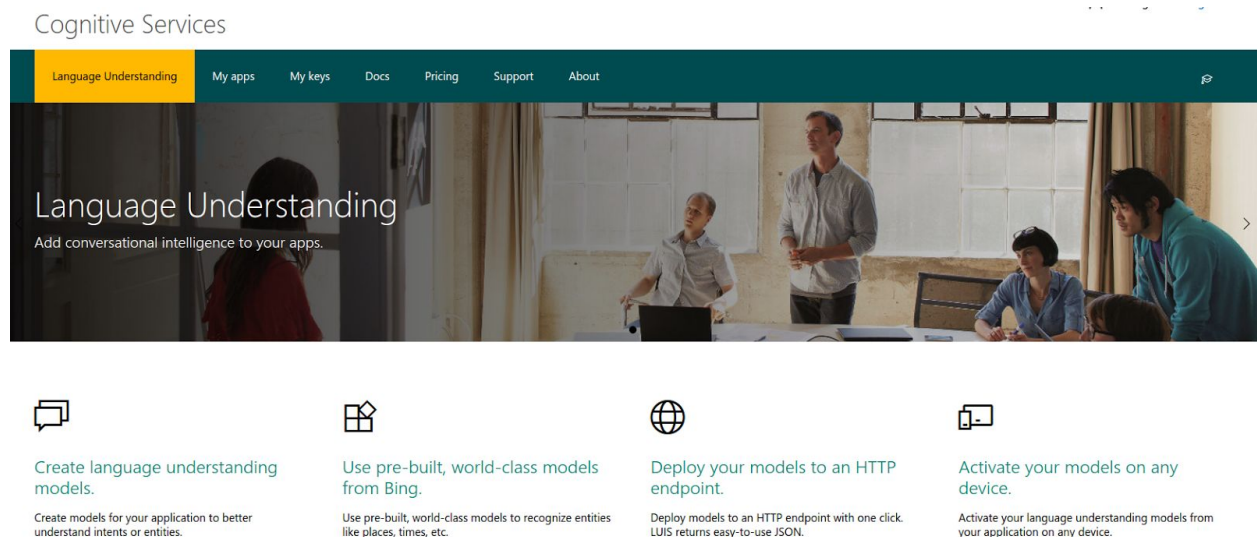 Cognitive Services
Language Understanding My apps My keys Docs Pricing Support About
Language Understanding
Add conversational intelligence to your apps.
Create language understanding
models.
Create models for your application to better
understand intents or entities.
Use pre-built, world-class models
from Bing.
Use pre-built, world-class models to recognize entities
like places, times, etc.
Deploy your models to an HTTP
endpoint.
Deploy models to an HTTP endpoint with one click.
LUIS returns easy-to-use JSON.
Activate your models on any
device.
Activate your language understanding models from
your application on any device.